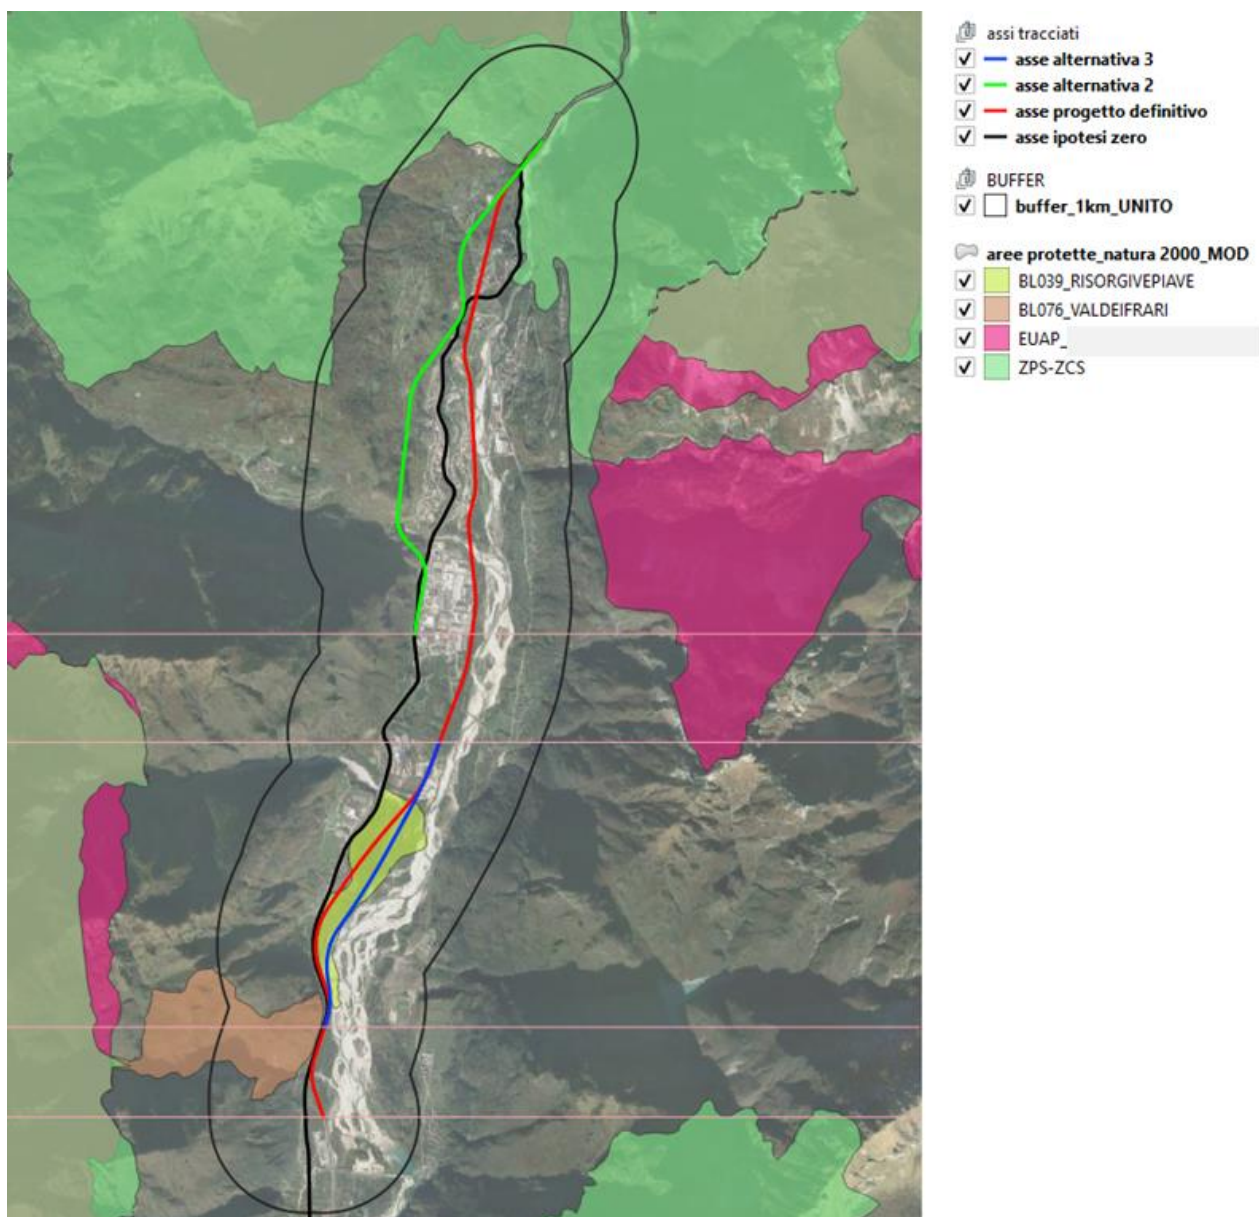 assi tracciati
asse alternativa 3
asse alternativa 2
asse progetto definitivo
asse ipotesi zero
BUFFER
buffer_1km_UNITO
aree protette_natura 2000_MOD
BL039_RISORGIVEPIAVE
BL076_VALDEIFRARI
EUAP_
ZPS-ZCS